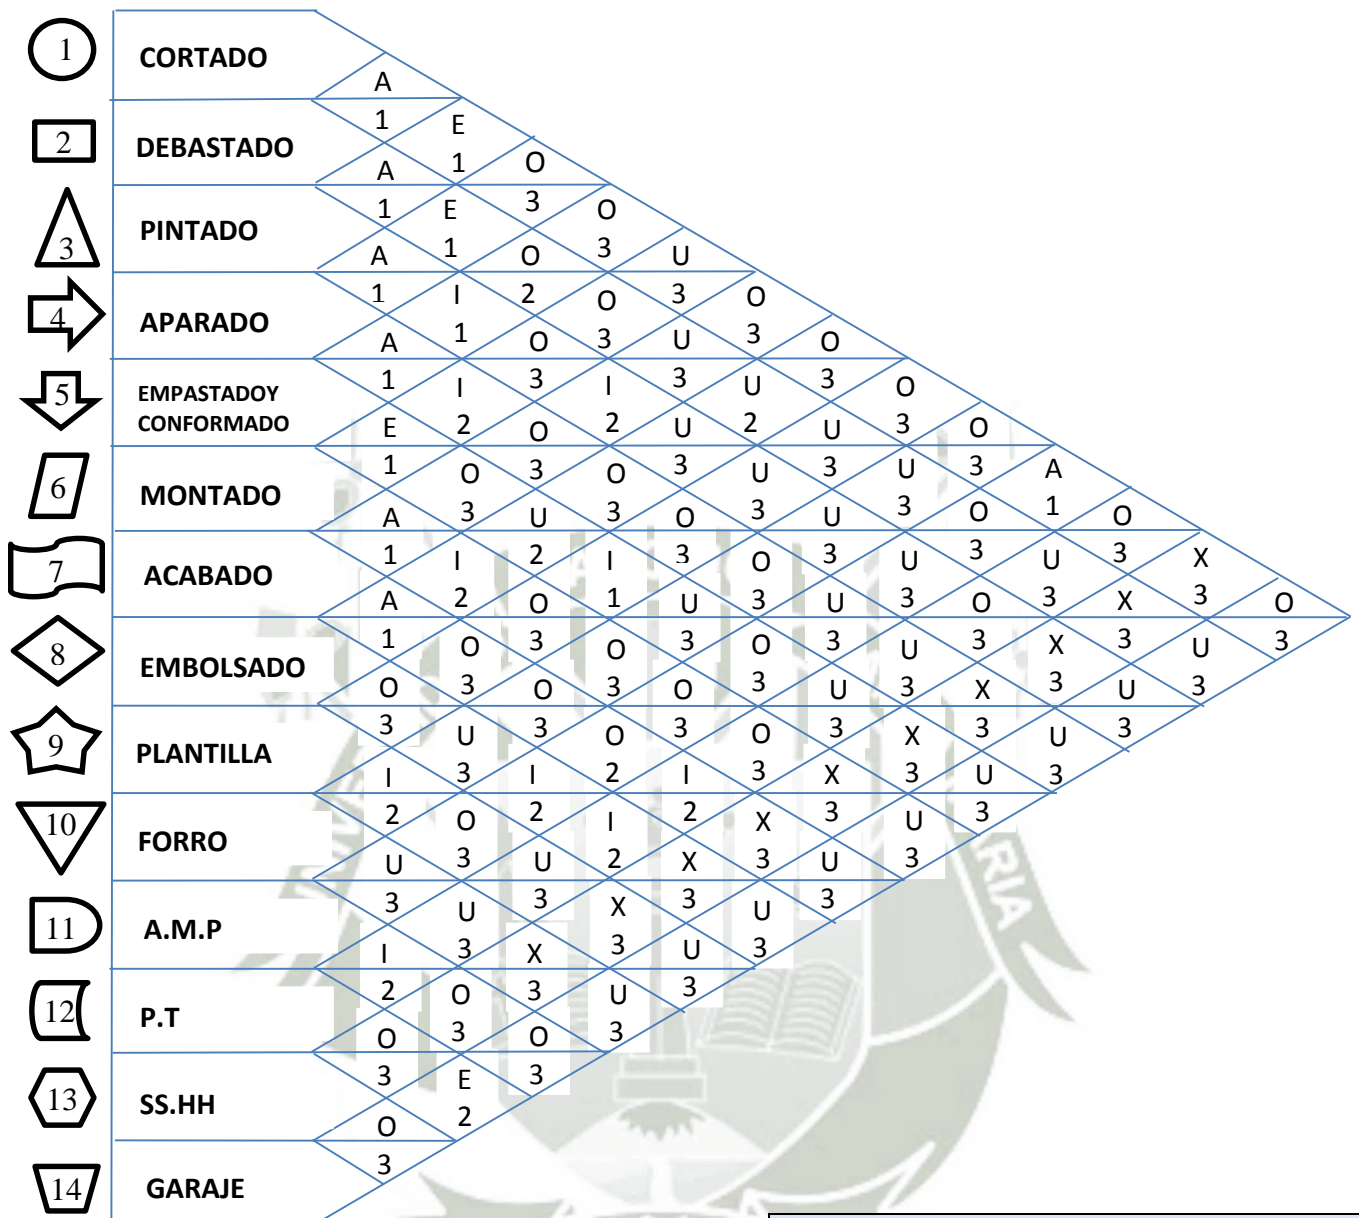 1 CORTADO
A
1 E
2 DEBASTADO
A 1 O
1 E 3 O
3 PINTADO
A 1 O 3 U
1 I 2 O 3 O
4 APARADO
A 1 O 3 U 3 O
1 I 3 I 3 U 3 O
5 EMPASTADOY
CONFORMADO
E 2 O 2 U 2 U 3 O
1 O 3 O 3 U 3 U 3 A
6 MONTADO
A 3 U 3 O 3 U 3 O 1 O
1 I 2 I 3 O 3 U 3 U 3 X
7 ACABADO
A 2 O 1 U 3 U 3 O 3 X 3 O
1 O 3 O 3 O 3 U 3 X 3 U 3
8 EMBOLSADO
O 3 O 3 O 3 U 3 X 3 U 3
3 U 3 O 3 O 3 X 3 U 3
9 PLANTILLA
I 3 I 2 I 3 X 3 U 3
2 O 2 I 2 X 3 U 3
10 FORRO
U 3 U 2 X 3 U 3
3 U 3 X 3 U 3
11 A.M.P
I 3 X 3 U 3
2 O 3 U 3
12 P.T
O 3 O 3
3 E 3
13 SS.HH
O 2
3
14 GARAJE
RIA